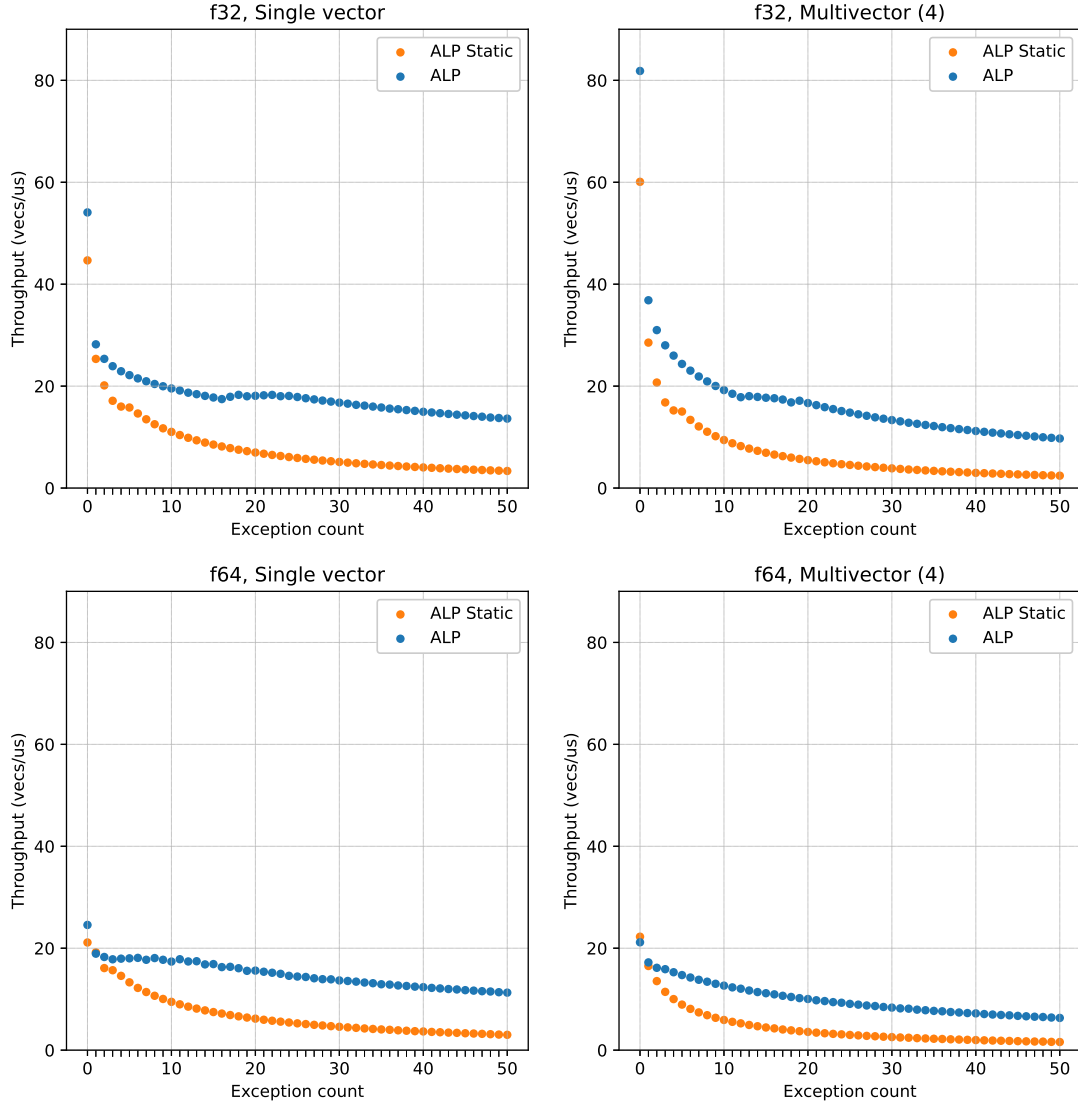 f32, Single vector
ALP Static
ALP
Throughput (vecs/us)
80
60
40
20
0
0 10 20 30 40 50
Exception count
f32, Multivector (4)
ALP Static
ALP
Throughput (vecs/us)
80
60
40
20
0
0 10 20 30 40 50
Exception count
f64, Single vector
ALP Static
ALP
Throughput (vecs/us)
80
60
40
20
0
0 10 20 30 40 50
Exception count
f64, Multivector (4)
ALP Static
ALP
Throughput (vecs/us)
80
60
40
20
0
0 10 20 30 40 50
Exception count